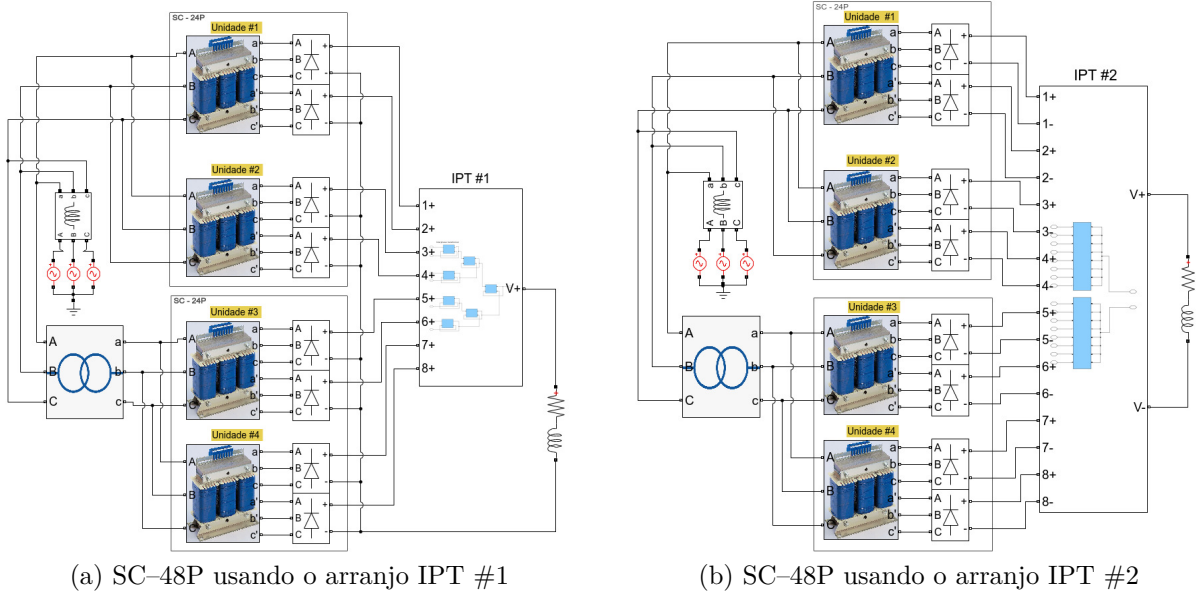 SC - 24P
Unidade #1
A
B
C
a
b
c
a'
b'
c'
A
B
C
A
B
C
+
-
+
-
Unidade #2
A
B
C
a
b
c
a'
b'
c'
A
B
C
A
B
C
+
-
+
-
a b c
A B C
IPT #1
1+
2+
3+
4+
5+
6+
7+
8+
V+
SC - 24P
A
B
C
a
b
c
Unidade #3
A
B
C
a
b
c
a'
b'
c'
A
B
C
A
B
C
+
-
+
-
Unidade #4
A
B
C
a
b
c
a'
b'
c'
A
B
C
A
B
C
+
-
+
-
(a) SC–48P usando o arranjo IPT #1
SC - 24P
Unidade #1
A
B
C
a
b
c
a'
b'
c'
A
B
C
A
B
C
+
-
+
-
Unidade #2
A
B
C
a
b
c
a'
b'
c'
A
B
C
A
B
C
+
-
+
-
a b c
A B C
IPT #2
1+
1-
2+
2-
3+
3-
4+
4-
5+
5-
6+
6-
7+
7-
8+
8-
V+
V-
A
B
C
a
b
c
Unidade #3
A
B
C
a
b
c
a'
b'
c'
A
B
C
A
B
C
+
-
+
-
Unidade #4
A
B
C
a
b
c
a'
b'
c'
A
B
C
A
B
C
+
-
+
-
(b) SC–48P usando o arranjo IPT #2